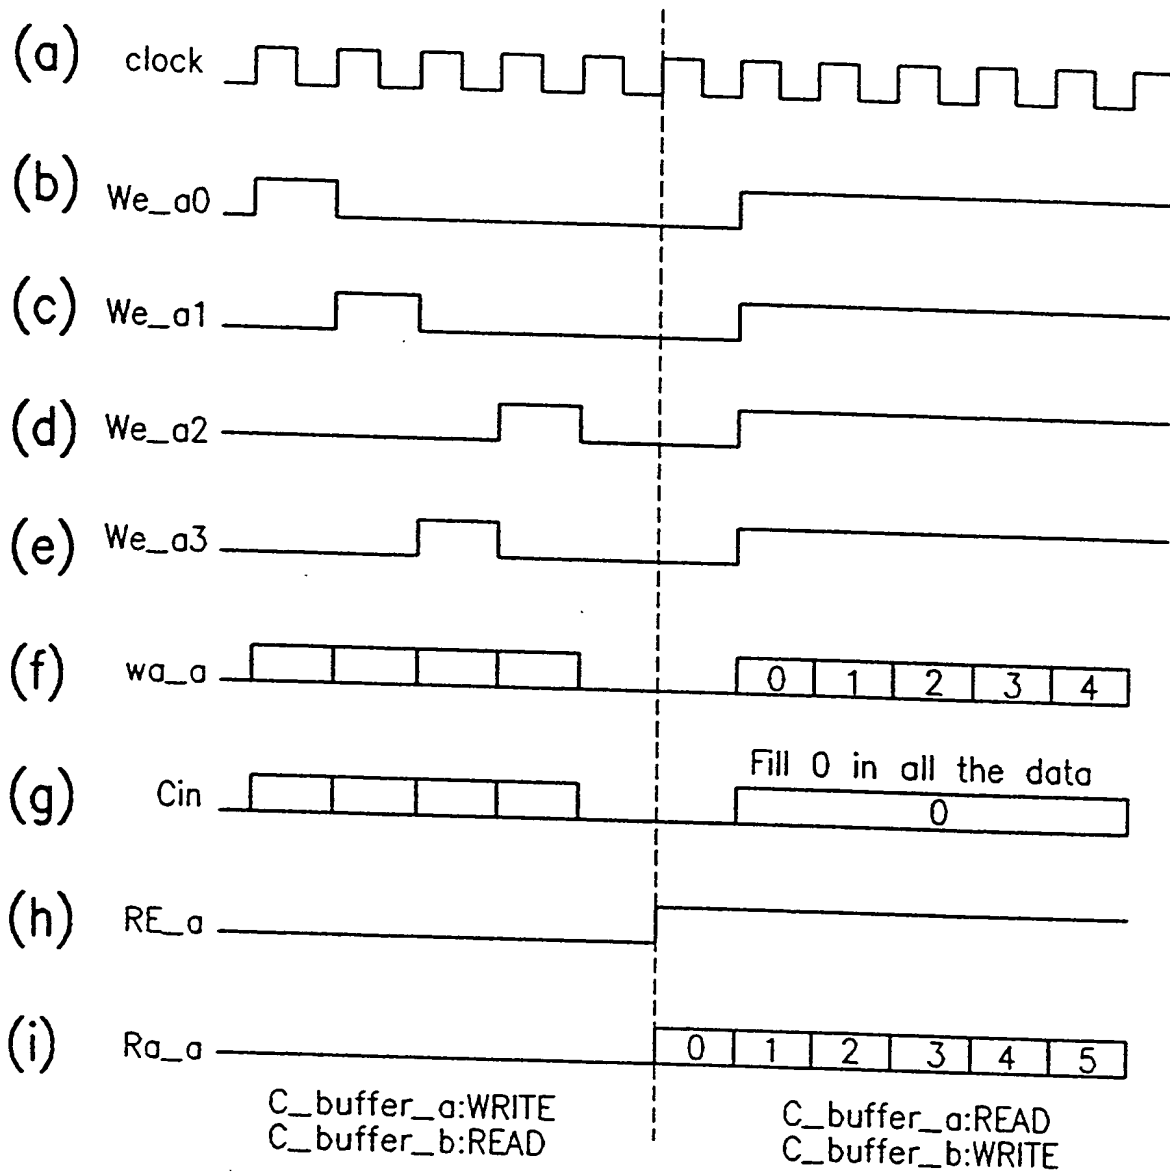 (a) clock
(b) We_a0
(c) We_a1
(d) We_a2
(e) We_a3
(f) wa_a 0 1 2 3 4
Fill 0 in all the data
(g) Cin 0
(h) RE_a
(i) Ra_a 0 1 2 3 4 5
C_buffer_a:WRITE
C_buffer_b:READ
C_buffer_a:READ
C_buffer_b:WRITE